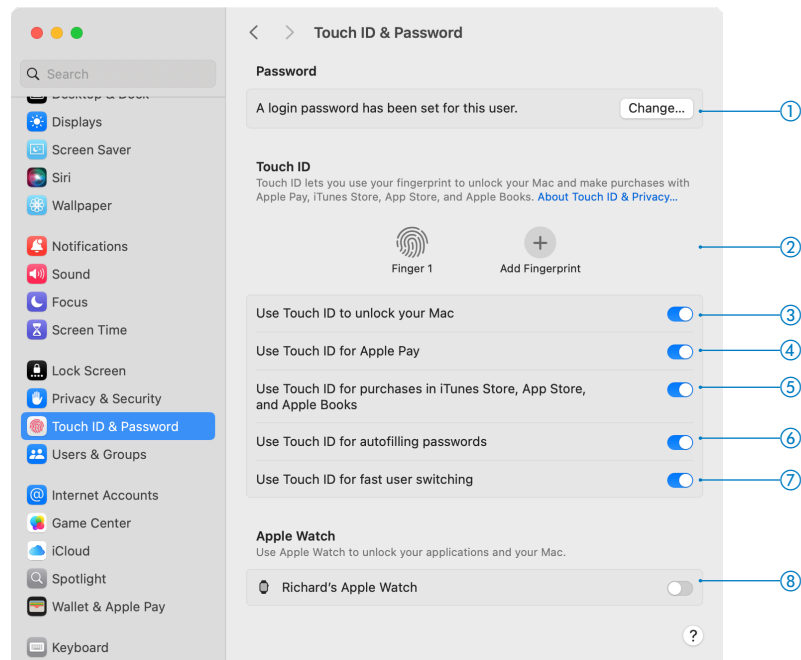 Search
Desktop & Dock
Displays
Screen Saver
Siri
Wallpaper
Notifications
Sound
Focus
Screen Time
Lock Screen
Privacy & Security
Touch ID & Password
Users & Groups
Internet Accounts
Game Center
iCloud
Spotlight
Wallet & Apple Pay
Keyboard
Touch ID & Password
Password
A login password has been set for this user. Change...
①
Touch ID
Touch ID lets you use your fingerprint to unlock your Mac and make purchases with
Apple Pay, iTunes Store, App Store, and Apple Books. About Touch ID & Privacy...
②
Finger 1 Add Fingerprint
Use Touch ID to unlock your Mac
③
Use Touch ID for Apple Pay
④
Use Touch ID for purchases in iTunes Store, App Store,
and Apple Books
⑤
Use Touch ID for autofilling passwords
⑥
Use Touch ID for fast user switching
⑦
Apple Watch
Use Apple Watch to unlock your applications and your Mac.
Richard's Apple Watch
⑧
?